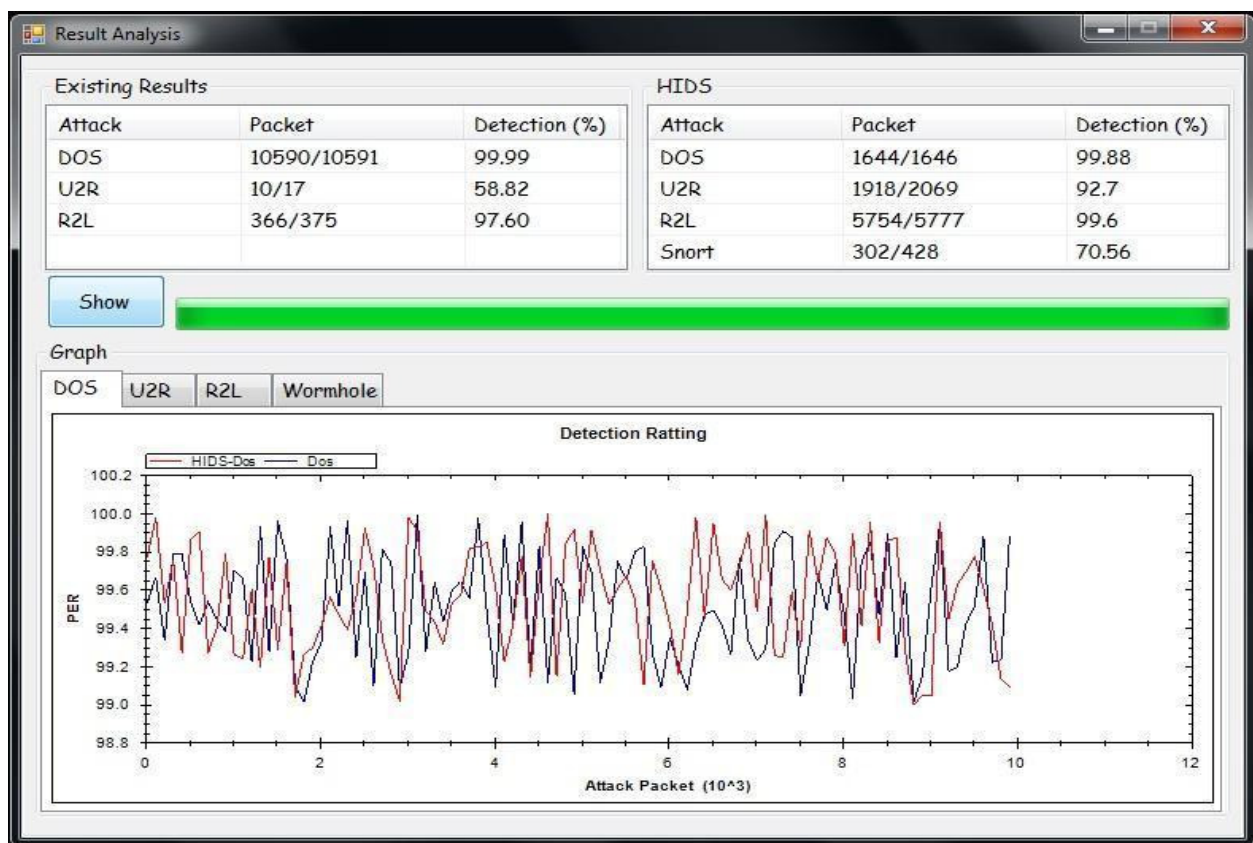 Result Analysis
Existing Results
Attack Packet Detection (%)
DOS 10590/10591 99.99
U2R 10/17 58.82
R2L 366/375 97.60
HIDS
Attack Packet Detection (%)
DOS 1644/1646 99.88
U2R 1918/2069 92.7
R2L 5754/5777 99.6
Snort 302/428 70.56
Show
Graph
DOS U2R R2L Wormhole
Detection Ratting
HIDS-Dos Dos
100.2
100.0
99.8
99.6
99.4
99.2
99.0
98.8
PER
0 2 4 6 8 10 12
Attack Packet (10^3)